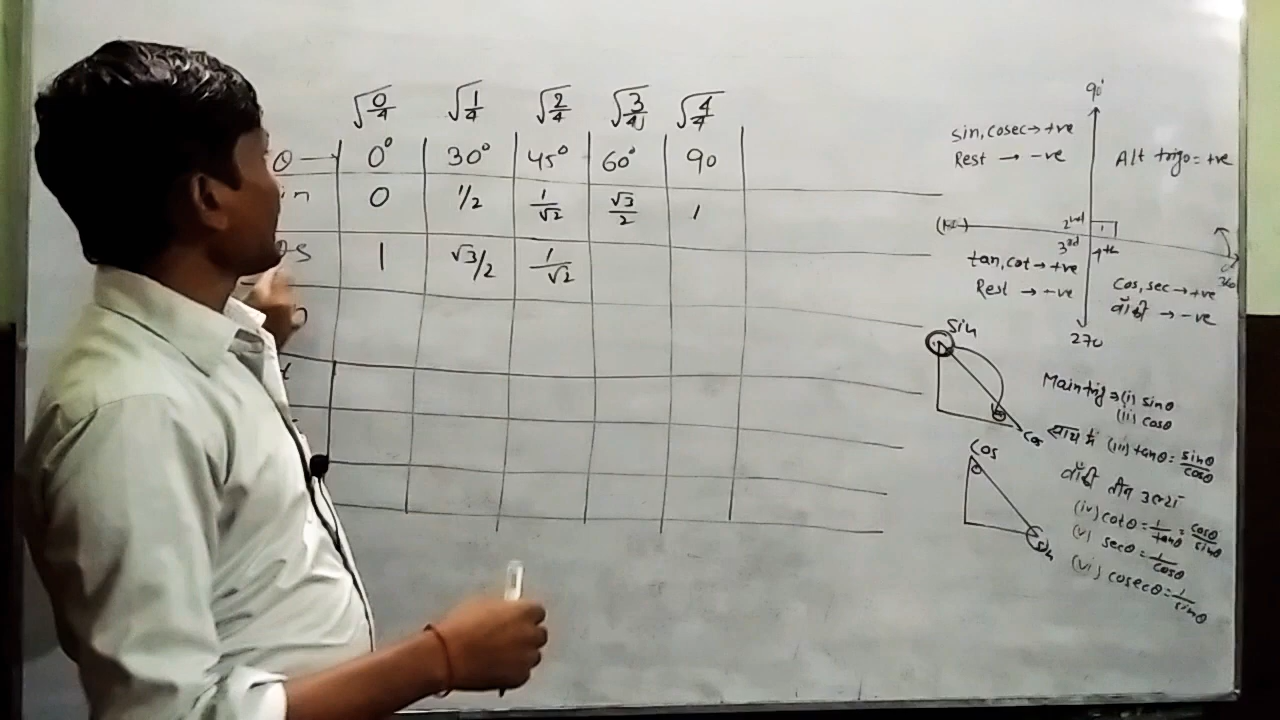 √0/4 √1/4 √2/4 √3/4 √4/4
θ → 0° 30° 45° 60° 90
in 0 1/2 1/√2 √3/2 1
os 1 √3/2 1/√2
90°
sin, cosec → +ve
Rest → -ve
All trigo = +ve
2nd 1
3rd 4th
360
tan, cot → +ve
Rest → -ve
Cos, sec → +ve
बाँकी → -ve
270
Sin
Cos
Cos
Sin
Main trig ⇒ (i) sinθ
(ii) cosθ
साथ में (iii) tanθ = sinθ/cosθ
बाँकी तीन उल्टा
(iv) cotθ = 1/tanθ = cosθ/sinθ
(v) secθ = 1/cosθ
(vi) cosecθ = 1/sinθ